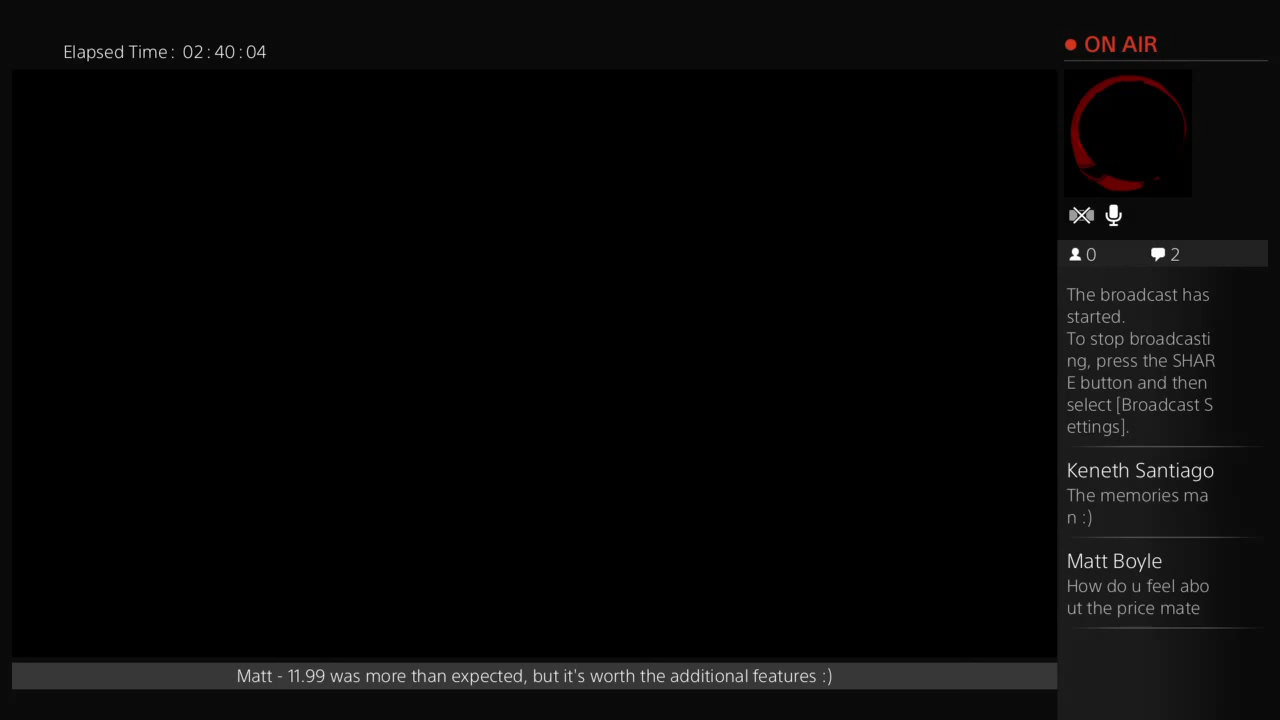 Elapsed Time: 02:40:04
ON AIR
0 2
The broadcast has
started.
To stop broadcasti
ng, press the SHAR
E button and then
select [Broadcast S
ettings].
Keneth Santiago
The memories ma
n :)
Matt Boyle
How do u feel abo
ut the price mate
Matt - 11.99 was more than expected, but it's worth the additional features :)